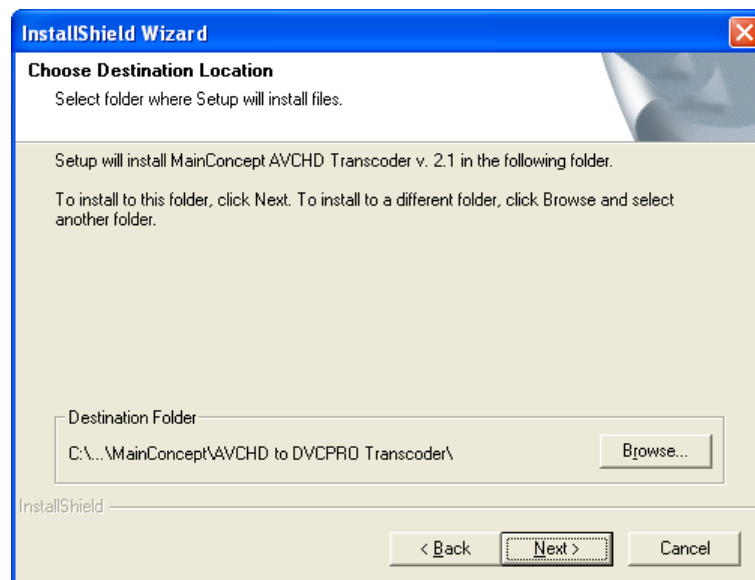 InstallShield Wizard
Choose Destination Location
Select folder where Setup will install files.
Setup will install MainConcept AVCHD Transcoder v. 2.1 in the following folder.
To install to this folder, click Next. To install to a different folder, click Browse and select
another folder.
Destination Folder
C:\...\MainConcept\AVCHD to DVCPRO Transcoder\
Browse...
InstallShield
< Back
Next >
Cancel